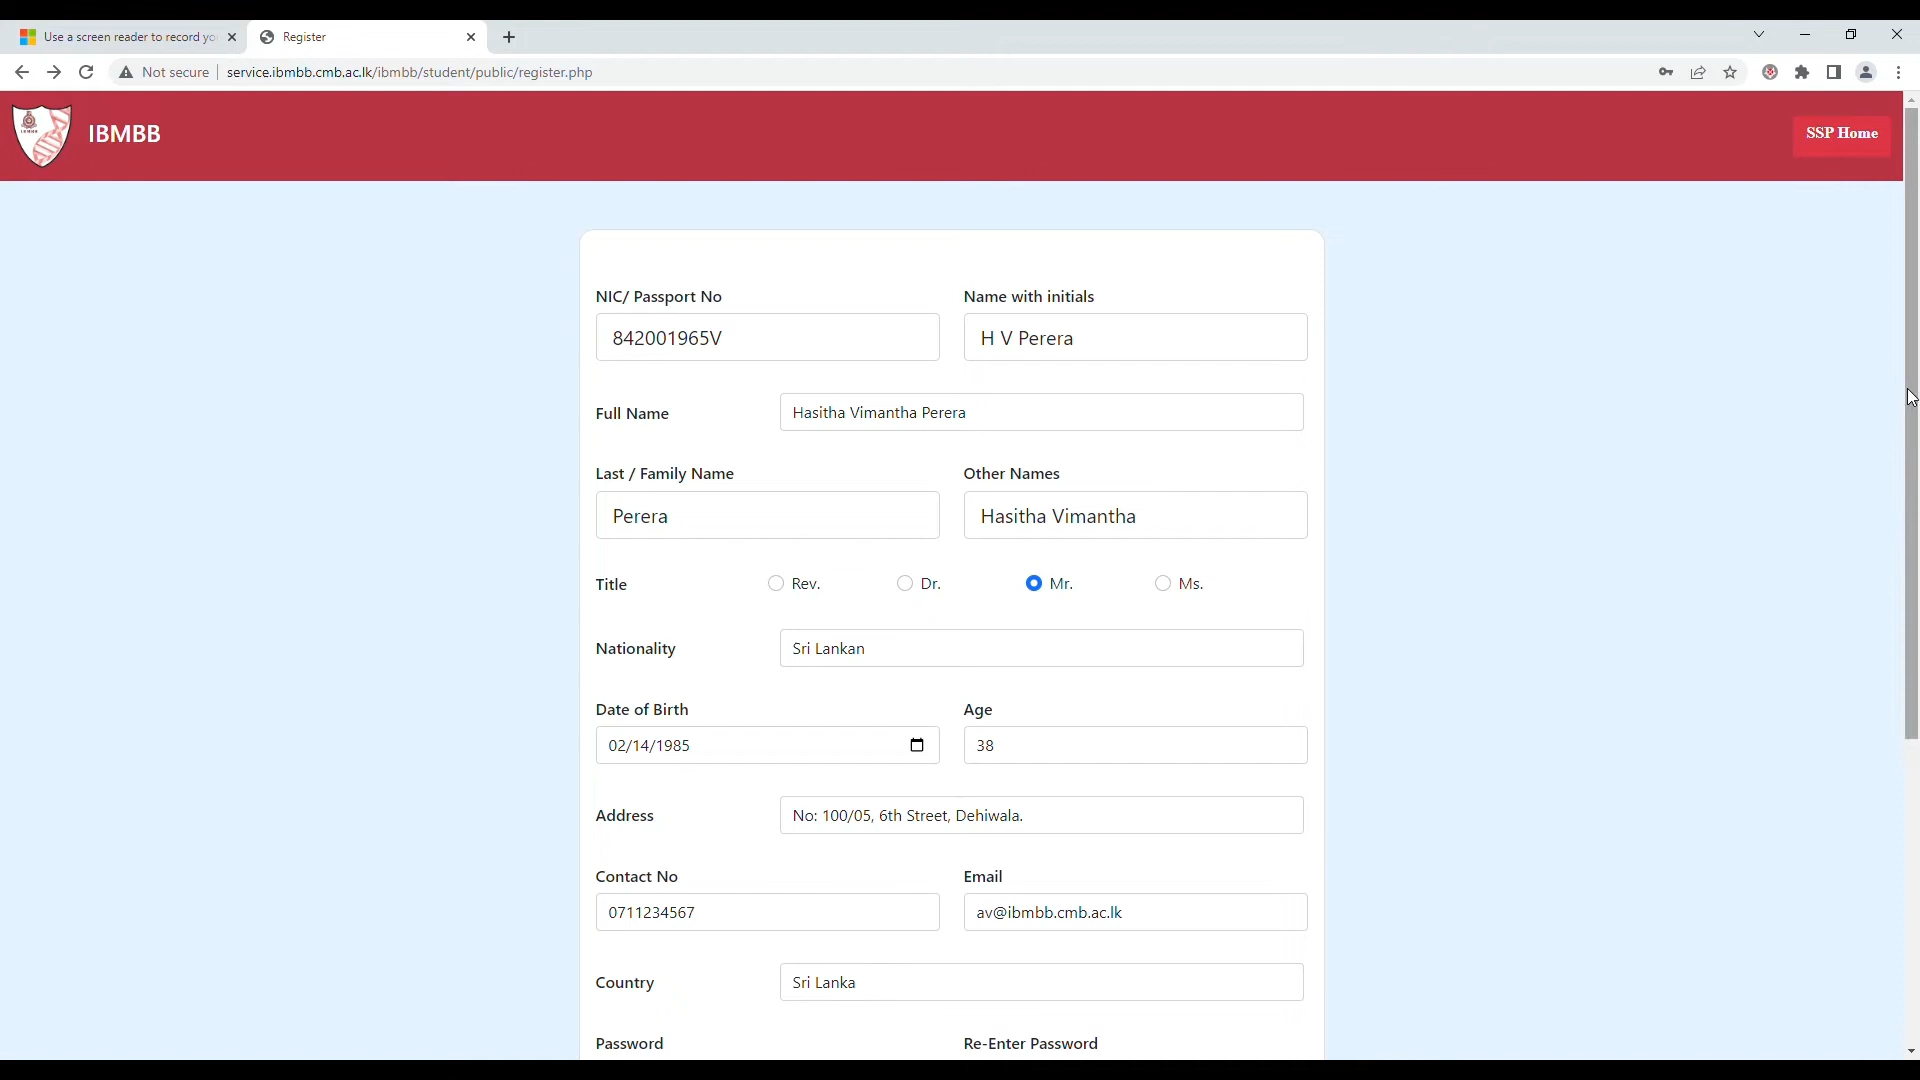 Use a screen reader to record yo
Register
Not secure
service.ibmbb.cmb.ac.lk/ibmbb/student/public/register.php
IBMBB
SSP Home
NIC/ Passport No
Name with initials
842001965V
H V Perera
Full Name
Hasitha Vimantha Perera
Last / Family Name
Other Names
Perera
Hasitha Vimantha
Title
Rev.
Dr.
Mr.
Ms.
Nationality
Sri Lankan
Date of Birth
Age
02/14/1985
38
Address
No: 100/05, 6th Street, Dehiwala.
Contact No
Email
0711234567
av@ibmbb.cmb.ac.lk
Country
Sri Lanka
Password
Re-Enter Password